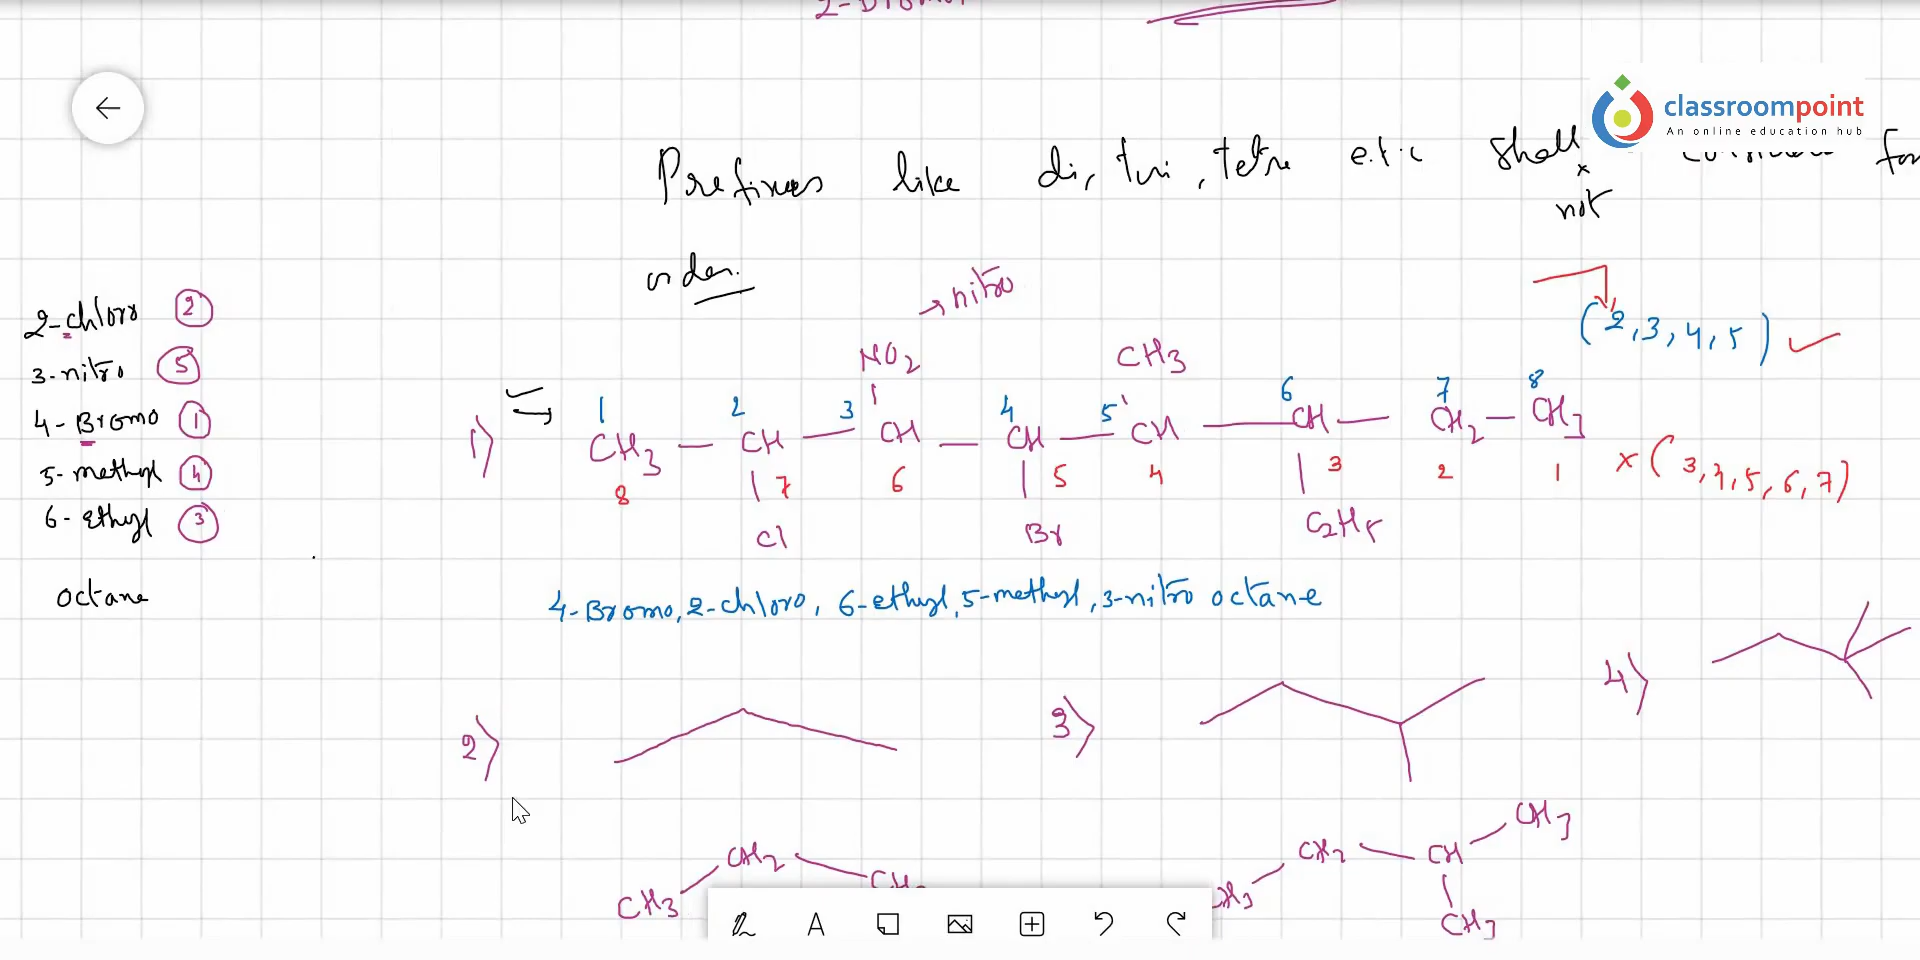 classroompoint
An online education hub
Prefixes like di, tri, tetra e.t.c shall for
not
order.
→ nitro
2-chloro 2
3-nitro 5
4-Bromo 1
5-methyl 4
6-Ethyl 3
octane
(2,3,4,5) ✓
NO2 CH3
1 2 3 4 5 6 7 8
1) CH3 — CH — CH — CH — CH — CH — CH2 — CH3
8 7 6 5 4 3 2 1 × (3,4,5,6,7)
Cl Br C2H5
4-Bromo, 2-chloro, 6-ethyl, 5-methyl, 3-nitro octane
2) 3) 4)
CH3 CH2
CH2 CH CH3
CH3
A